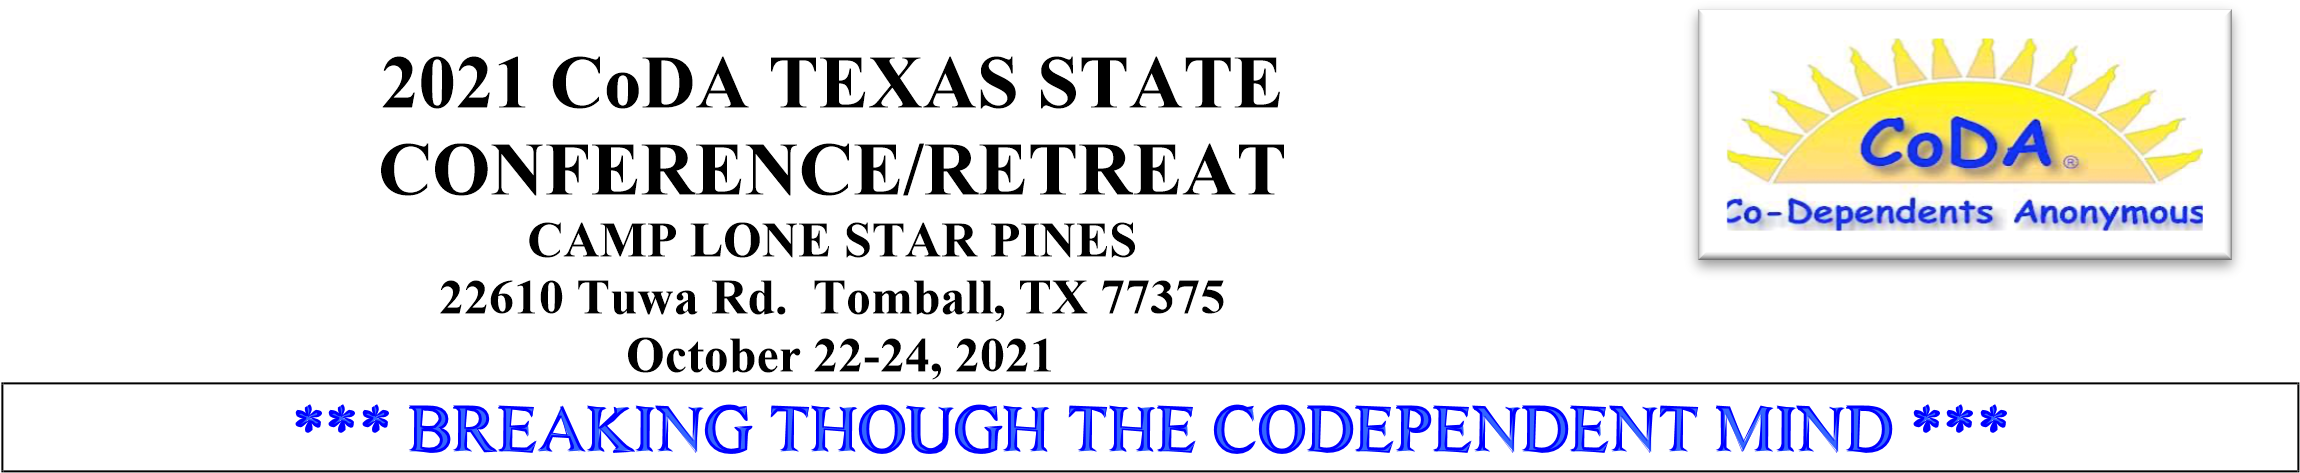 2021 CoDA TEXAS STATE
CONFERENCE/RETREAT
CAMP LONE STAR PINES
22610 Tuwa Rd. Tomball, TX 77375
October 22-24, 2021
CoDA®
Co-Dependents Anonymous
*** BREAKING THOUGH THE CODEPENDENT MIND ***